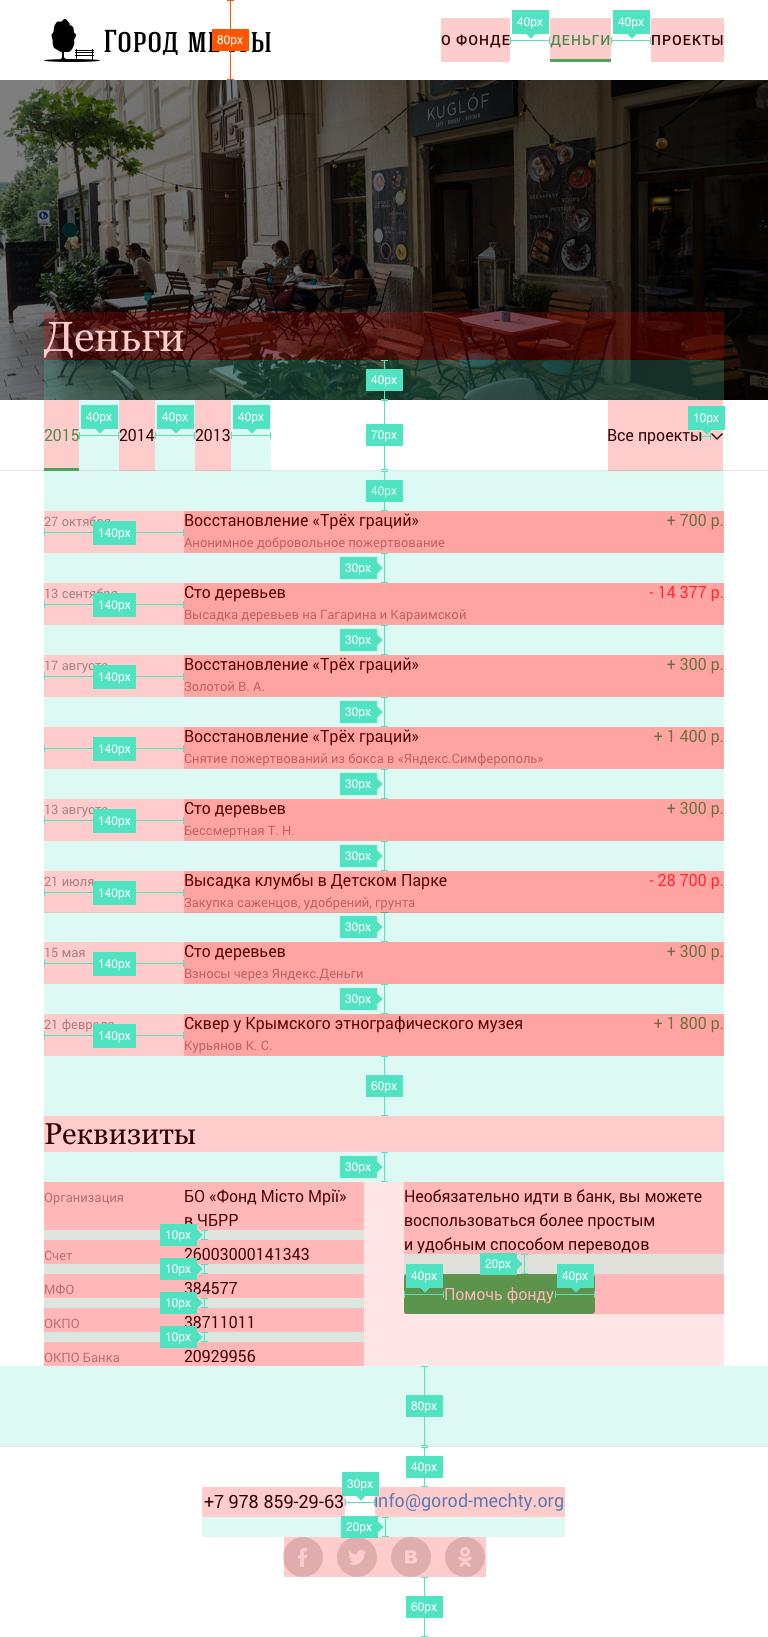 Город ме ты
80px
О ФОНДЕ
40px
ДЕНЬГИ
40px
ПРОЕКТЫ
KUGLÓF
Деньги
40px
2015
40px
2014
40px
2013
40px
70px
Все проекты
10px
40px
27 октября
140px
Восстановление «Трёх граций»
+ 700 р.
Анонимное добровольное пожертвование
30px
13 сентября
140px
Сто деревьев
- 14 377 р.
Высадка деревьев на Гагарина и Караимской
30px
17 августа
140px
Восстановление «Трёх граций»
+ 300 р.
Золотой В. А.
30px
140px
Восстановление «Трёх граций»
+ 1 400 р.
Снятие пожертвований из бокса в «Яндекс.Симферополь»
30px
13 августа
140px
Сто деревьев
+ 300 р.
Бессмертная Т. Н.
30px
21 июля
140px
Высадка клумбы в Детском Парке
- 28 700 р.
Закупка саженцов, удобрений, грунта
30px
15 мая
140px
Сто деревьев
+ 300 р.
Взносы через Яндекс.Деньги
30px
21 февраля
140px
Сквер у Крымского этнографического музея
+ 1 800 р.
Курьянов К. С.
60px
Реквизиты
30px
Организация
БО «Фонд Місто Мрії»
в ЧБРР
10px
Счет
26003000141343
10px
МФО
384577
10px
ОКПО
38711011
10px
ОКПО Банка
20929956
Необязательно идти в банк, вы можете
воспользоваться более простым
и удобным способом переводов
20px
40px
Помочь фонду
40px
80px
40px
+7 978 859-29-63
30px
info@gorod-mechty.org
20px
60px